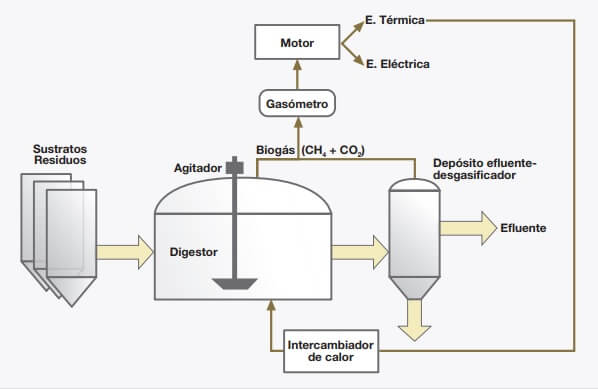 E. Térmica
Motor
E. Eléctrica
Gasómetro
Sustratos
Residuos
Biogás (CH₄ + CO₂)
Agitador
Depósito efluente-
desgasificador
Digestor
Efluente
Intercambiador
de calor